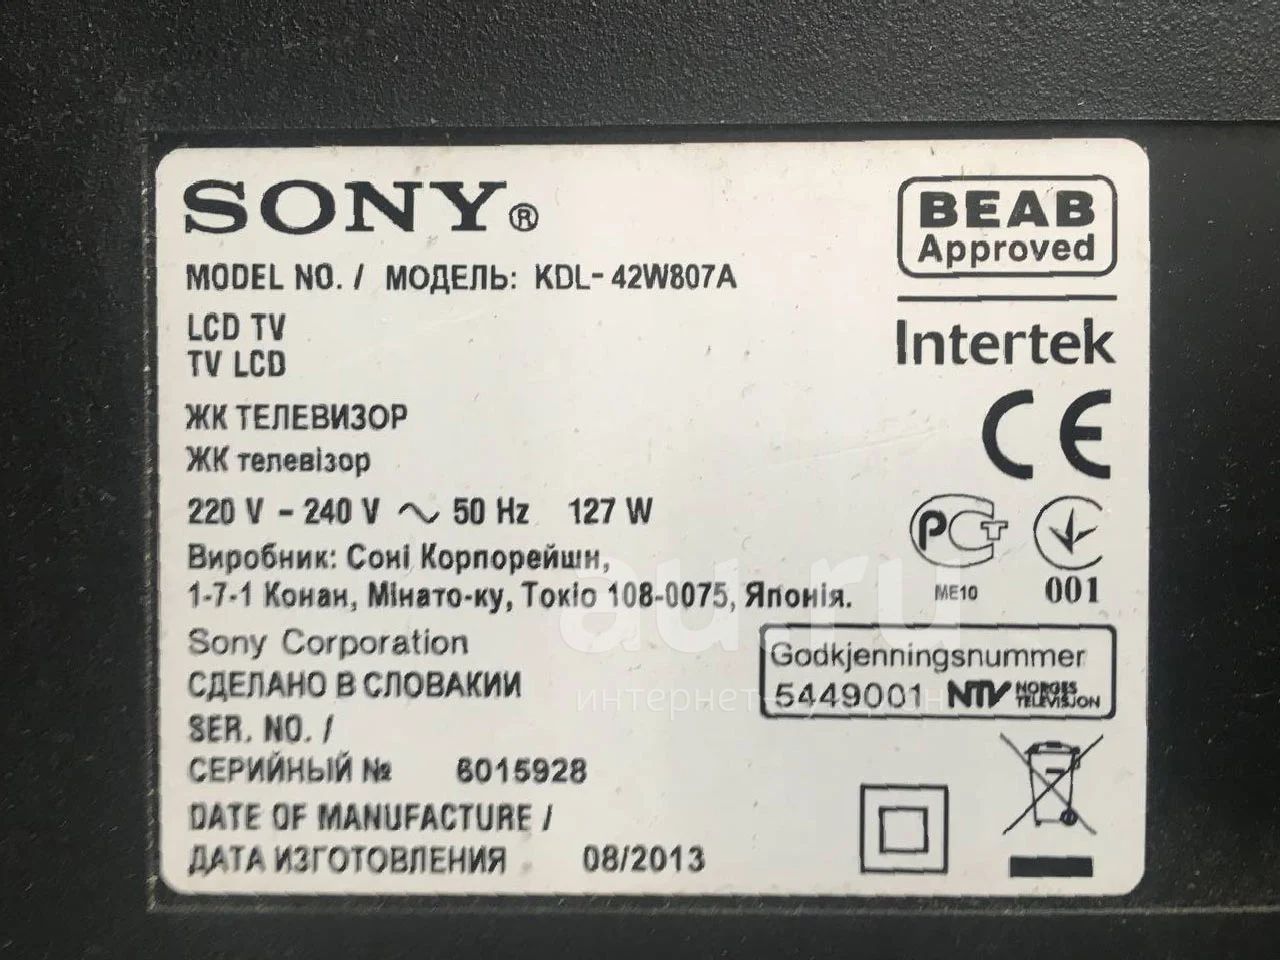 SONY®
MODEL NO. / МОДЕЛЬ: KDL-42W807A
LCD TV
TV LCD
ЖК ТЕЛЕВИЗОР
ЖК телевізор
220 V - 240 V ~ 50 Hz 127 W
Виробник: Соні Корпорейшн,
1-7-1 Конан, Мінато-ку, Токіо 108-0075, Японія.
Sony Corporation
СДЕЛАНО В СЛОВАКИИ
SER. NO. /
СЕРИЙНЫЙ № 6015928
DATE OF MANUFACTURE /
ДАТА ИЗГОТОВЛЕНИЯ 08/2013
BEAB
Approved
Intertek
CE
РСТ
ME10
001
Godkjenningsnummer
5449001 NTV NORGES
TELEVISJON
au.ru